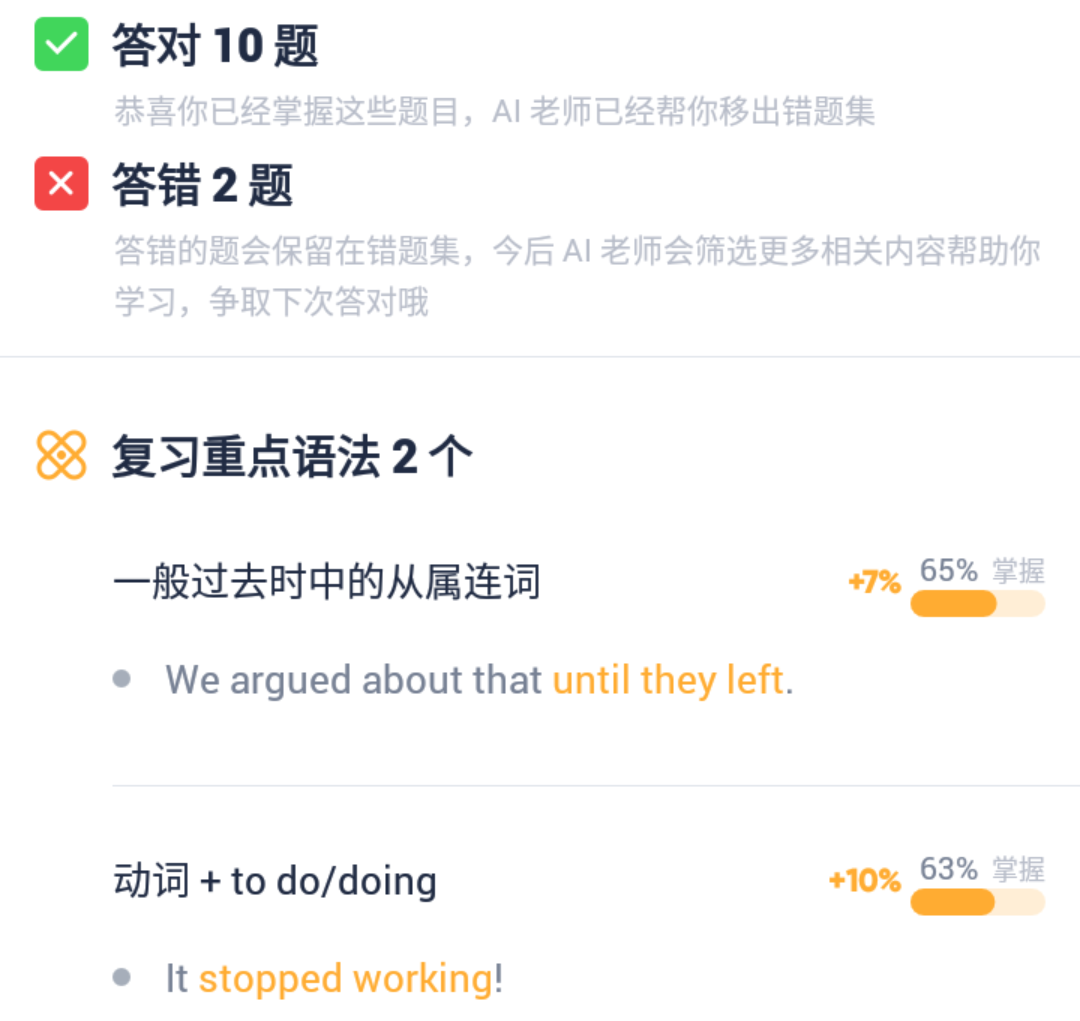 答对 10 题
恭喜你已经掌握这些题目，AI 老师已经帮你移出错题集
答错 2 题
答错的题会保留在错题集，今后 AI 老师会筛选更多相关内容帮助你
学习，争取下次答对哦
复习重点语法 2 个
一般过去时中的从属连词 +7% 65% 掌握
We argued about that until they left.
动词 + to do/doing +10% 63% 掌握
It stopped working!